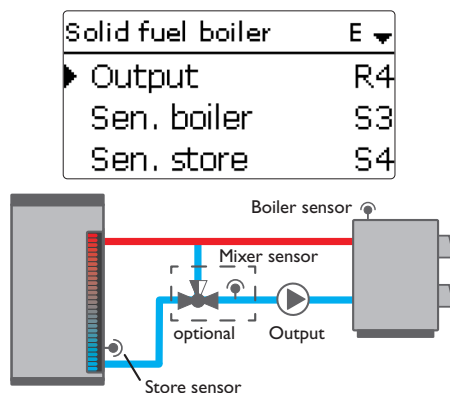 Solid fuel boiler E
Output R4
Sen. boiler S3
Sen. store S4
Boiler sensor
Mixer sensor
optional Output
Store sensor